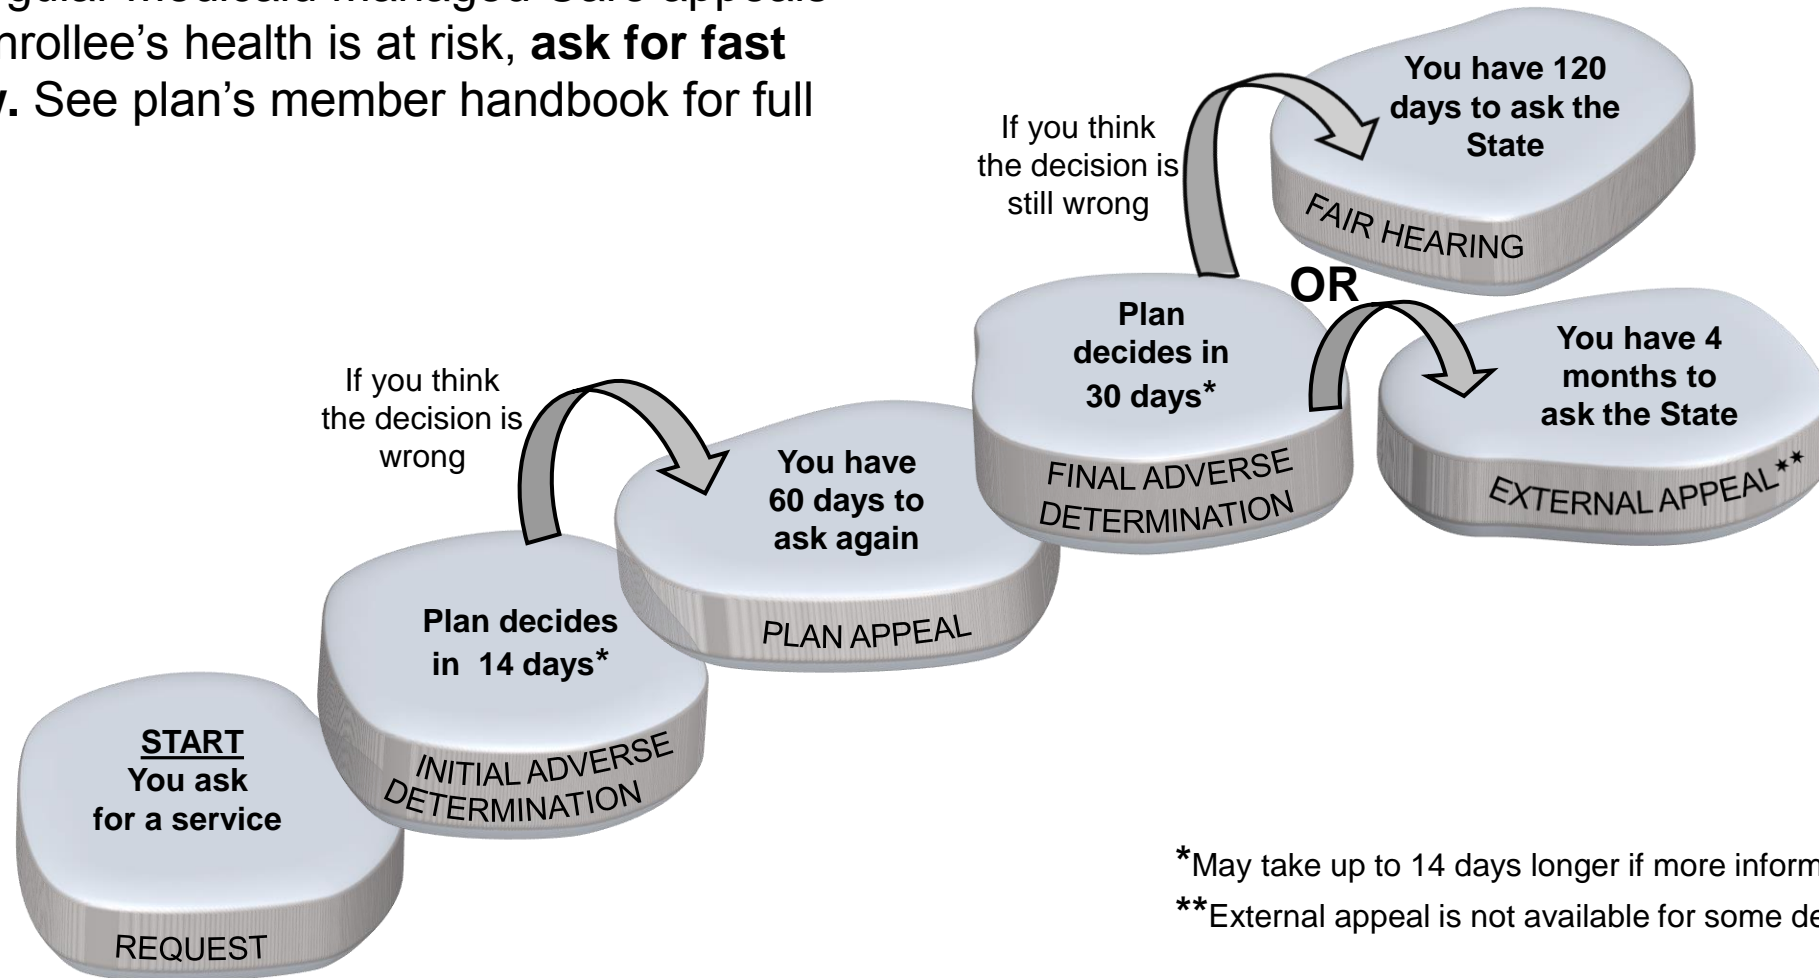 gular Medicaid Managed Care appeals
nrollee's health is at risk, ask for fast
. See plan's member handbook for full
If you think
the decision is
still wrong
You have 120
days to ask the
State
FAIR HEARING
OR
Plan
decides in
30 days*
FINAL ADVERSE
DETERMINATION
You have 4
months to
ask the State
EXTERNAL APPEAL**
If you think
the decision is
wrong
You have
60 days to
ask again
PLAN APPEAL
Plan decides
in 14 days*
INITIAL ADVERSE
DETERMINATION
START
You ask
for a service
REQUEST
*May take up to 14 days longer if more inform
**External appeal is not available for some de